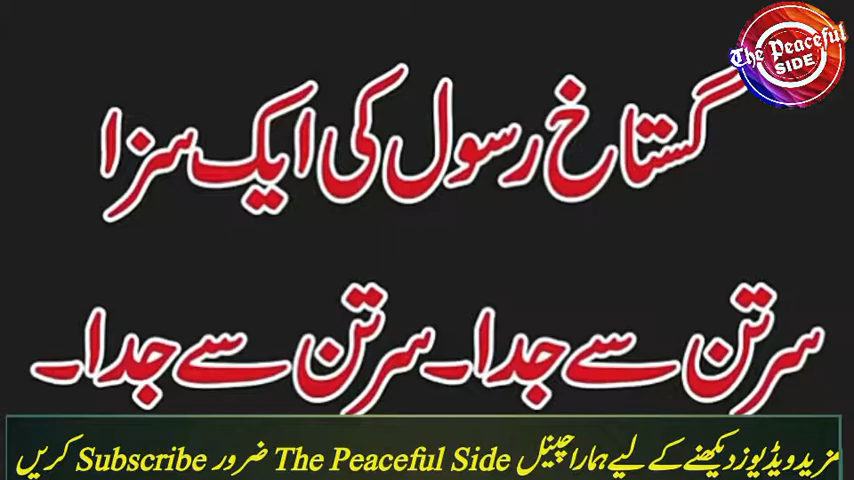 The Peaceful
SIDE
گستاخ رسول کی ایک سزا
سر تن سے جدا۔ سر تن سے جدا۔
مزید ویڈیوز دیکھنے کے لیے ہمارا چینل The Peaceful Side ضرور Subscribe کریں